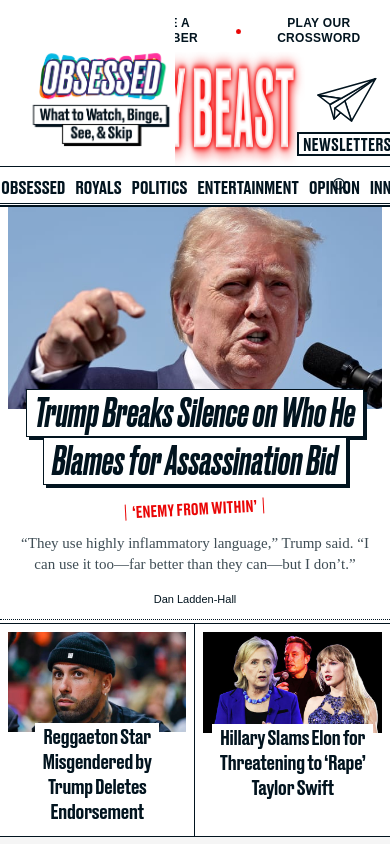 E A
BER
PLAY OUR
CROSSWORD
OBSESSED
What to Watch, Binge,
See, & Skip
Y BEAST
NEWSLETTERS
OBSESSED ROYALS POLITICS ENTERTAINMENT OPINION INN
Trump Breaks Silence on Who He
Blames for Assassination Bid
‘ENEMY FROM WITHIN’
“They use highly inflammatory language,” Trump said. “I
can use it too—far better than they can—but I don’t.”
Dan Ladden-Hall
Reggaeton Star
Misgendered by
Trump Deletes
Endorsement
Hillary Slams Elon for
Threatening to ‘Rape’
Taylor Swift